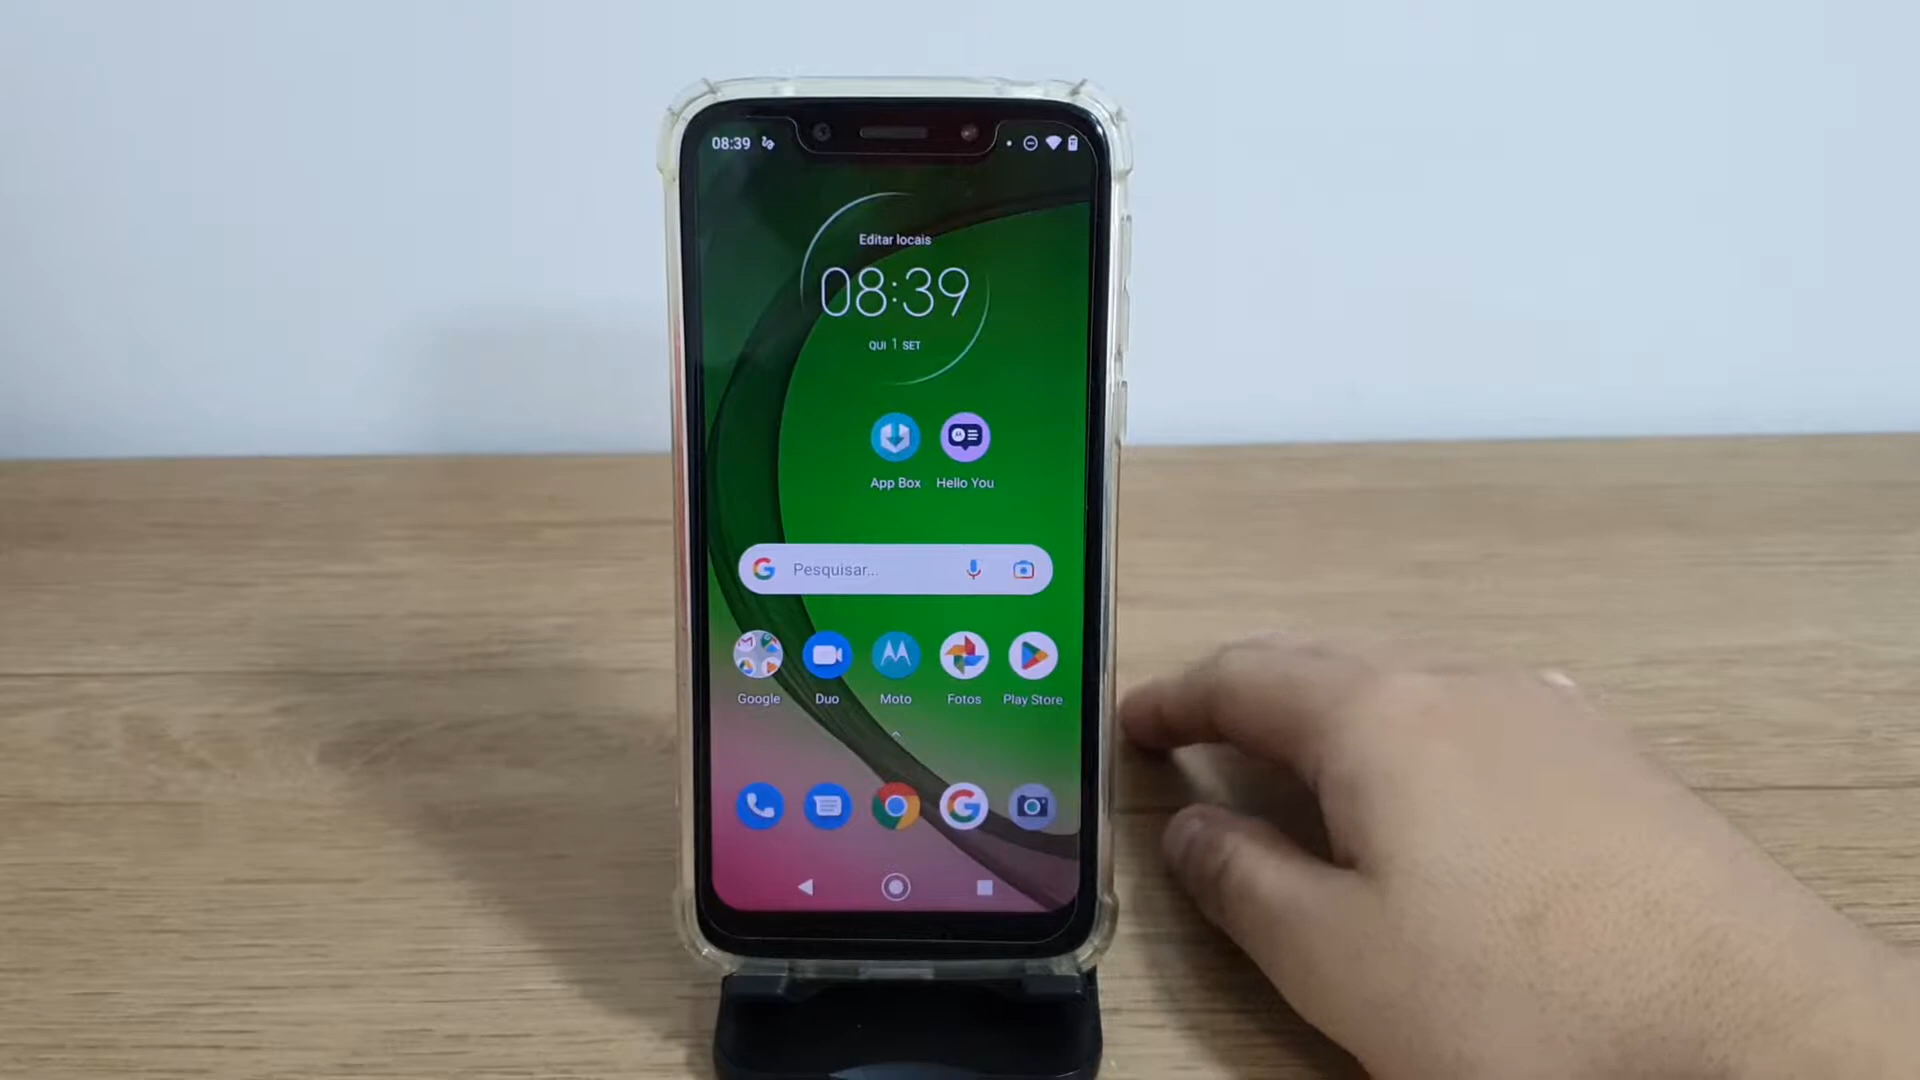 08:39
Editar locais
08:39
QUI 1 SET
App Box Hello You
Pesquisar...
Google Duo Moto Fotos Play Store